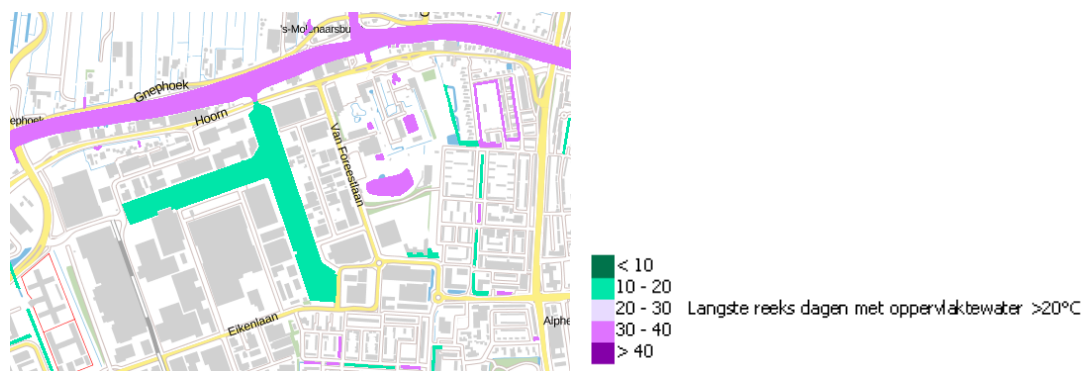 's-Molenaarsbu
Gnephoek
ephoek
Hoorn
Van Foreestlaan
Eikenlaan
Alphe
< 10
10 - 20
20 - 30 Langste reeks dagen met oppervlaktewater >20°C
30 - 40
> 40